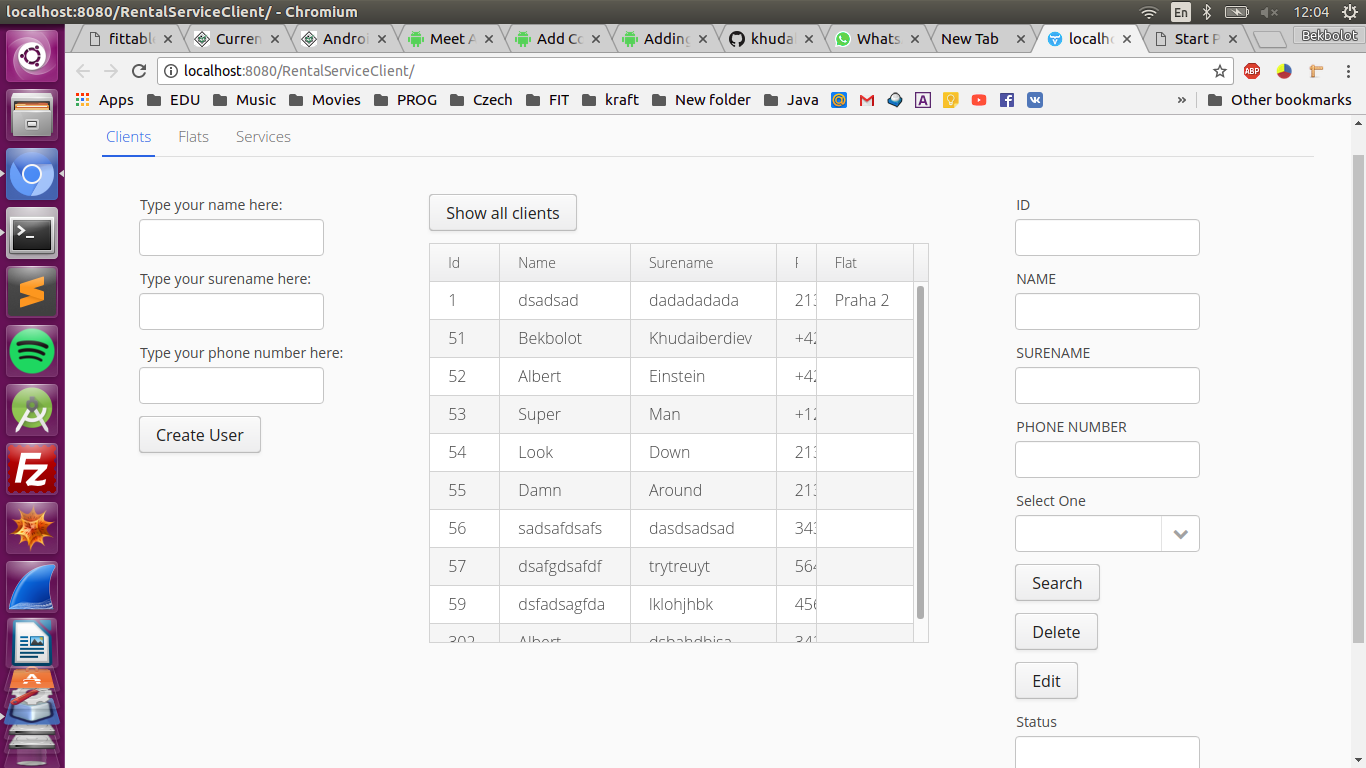 localhost:8080/RentalServiceClient/ - Chromium
En
12:04
fittabl
Curren
Andro
Meet A
Add Co
Adding
khudai
Whats
New Tab
localho
Start P
Bekbolot
localhost:8080/RentalServiceClient/
ABP
Apps
EDU
Music
Movies
PROG
Czech
FIT
kraft
New folder
Java
»
Other bookmarks
Clients Flats Services
Type your name here:
Type your surename here:
Type your phone number here:
Create User
Show all clients
Id Name Surename Flat
1 dsadsad dadadadada 213 Praha 2
51 Bekbolot Khudaiberdiev +42
52 Albert Einstein +42
53 Super Man +12
54 Look Down 213
55 Damn Around 213
56 sadsafdsafs dasdsadsad 343
57 dsafgdsafdf trytreuyt 564
59 dsfadsagfda lklohjhbk 456
302 Albert dsbahdbisa 342
ID
NAME
SURENAME
PHONE NUMBER
Select One
Search
Delete
Edit
Status